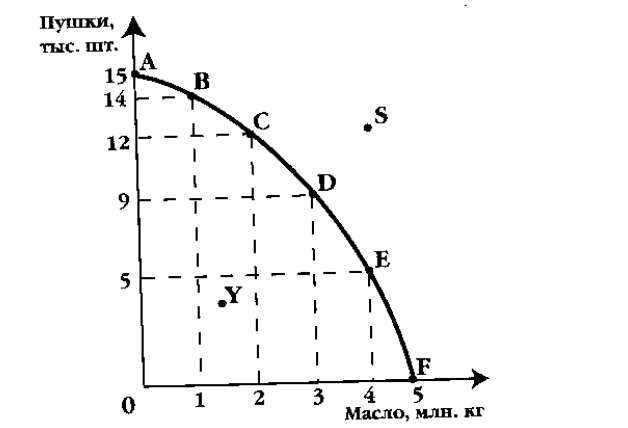 Пушки,
тыс. шт.
15 A
14 B
12 C
S
9 D
5 E
Y
F
0 1 2 3 4 5
Масло, млн. кг